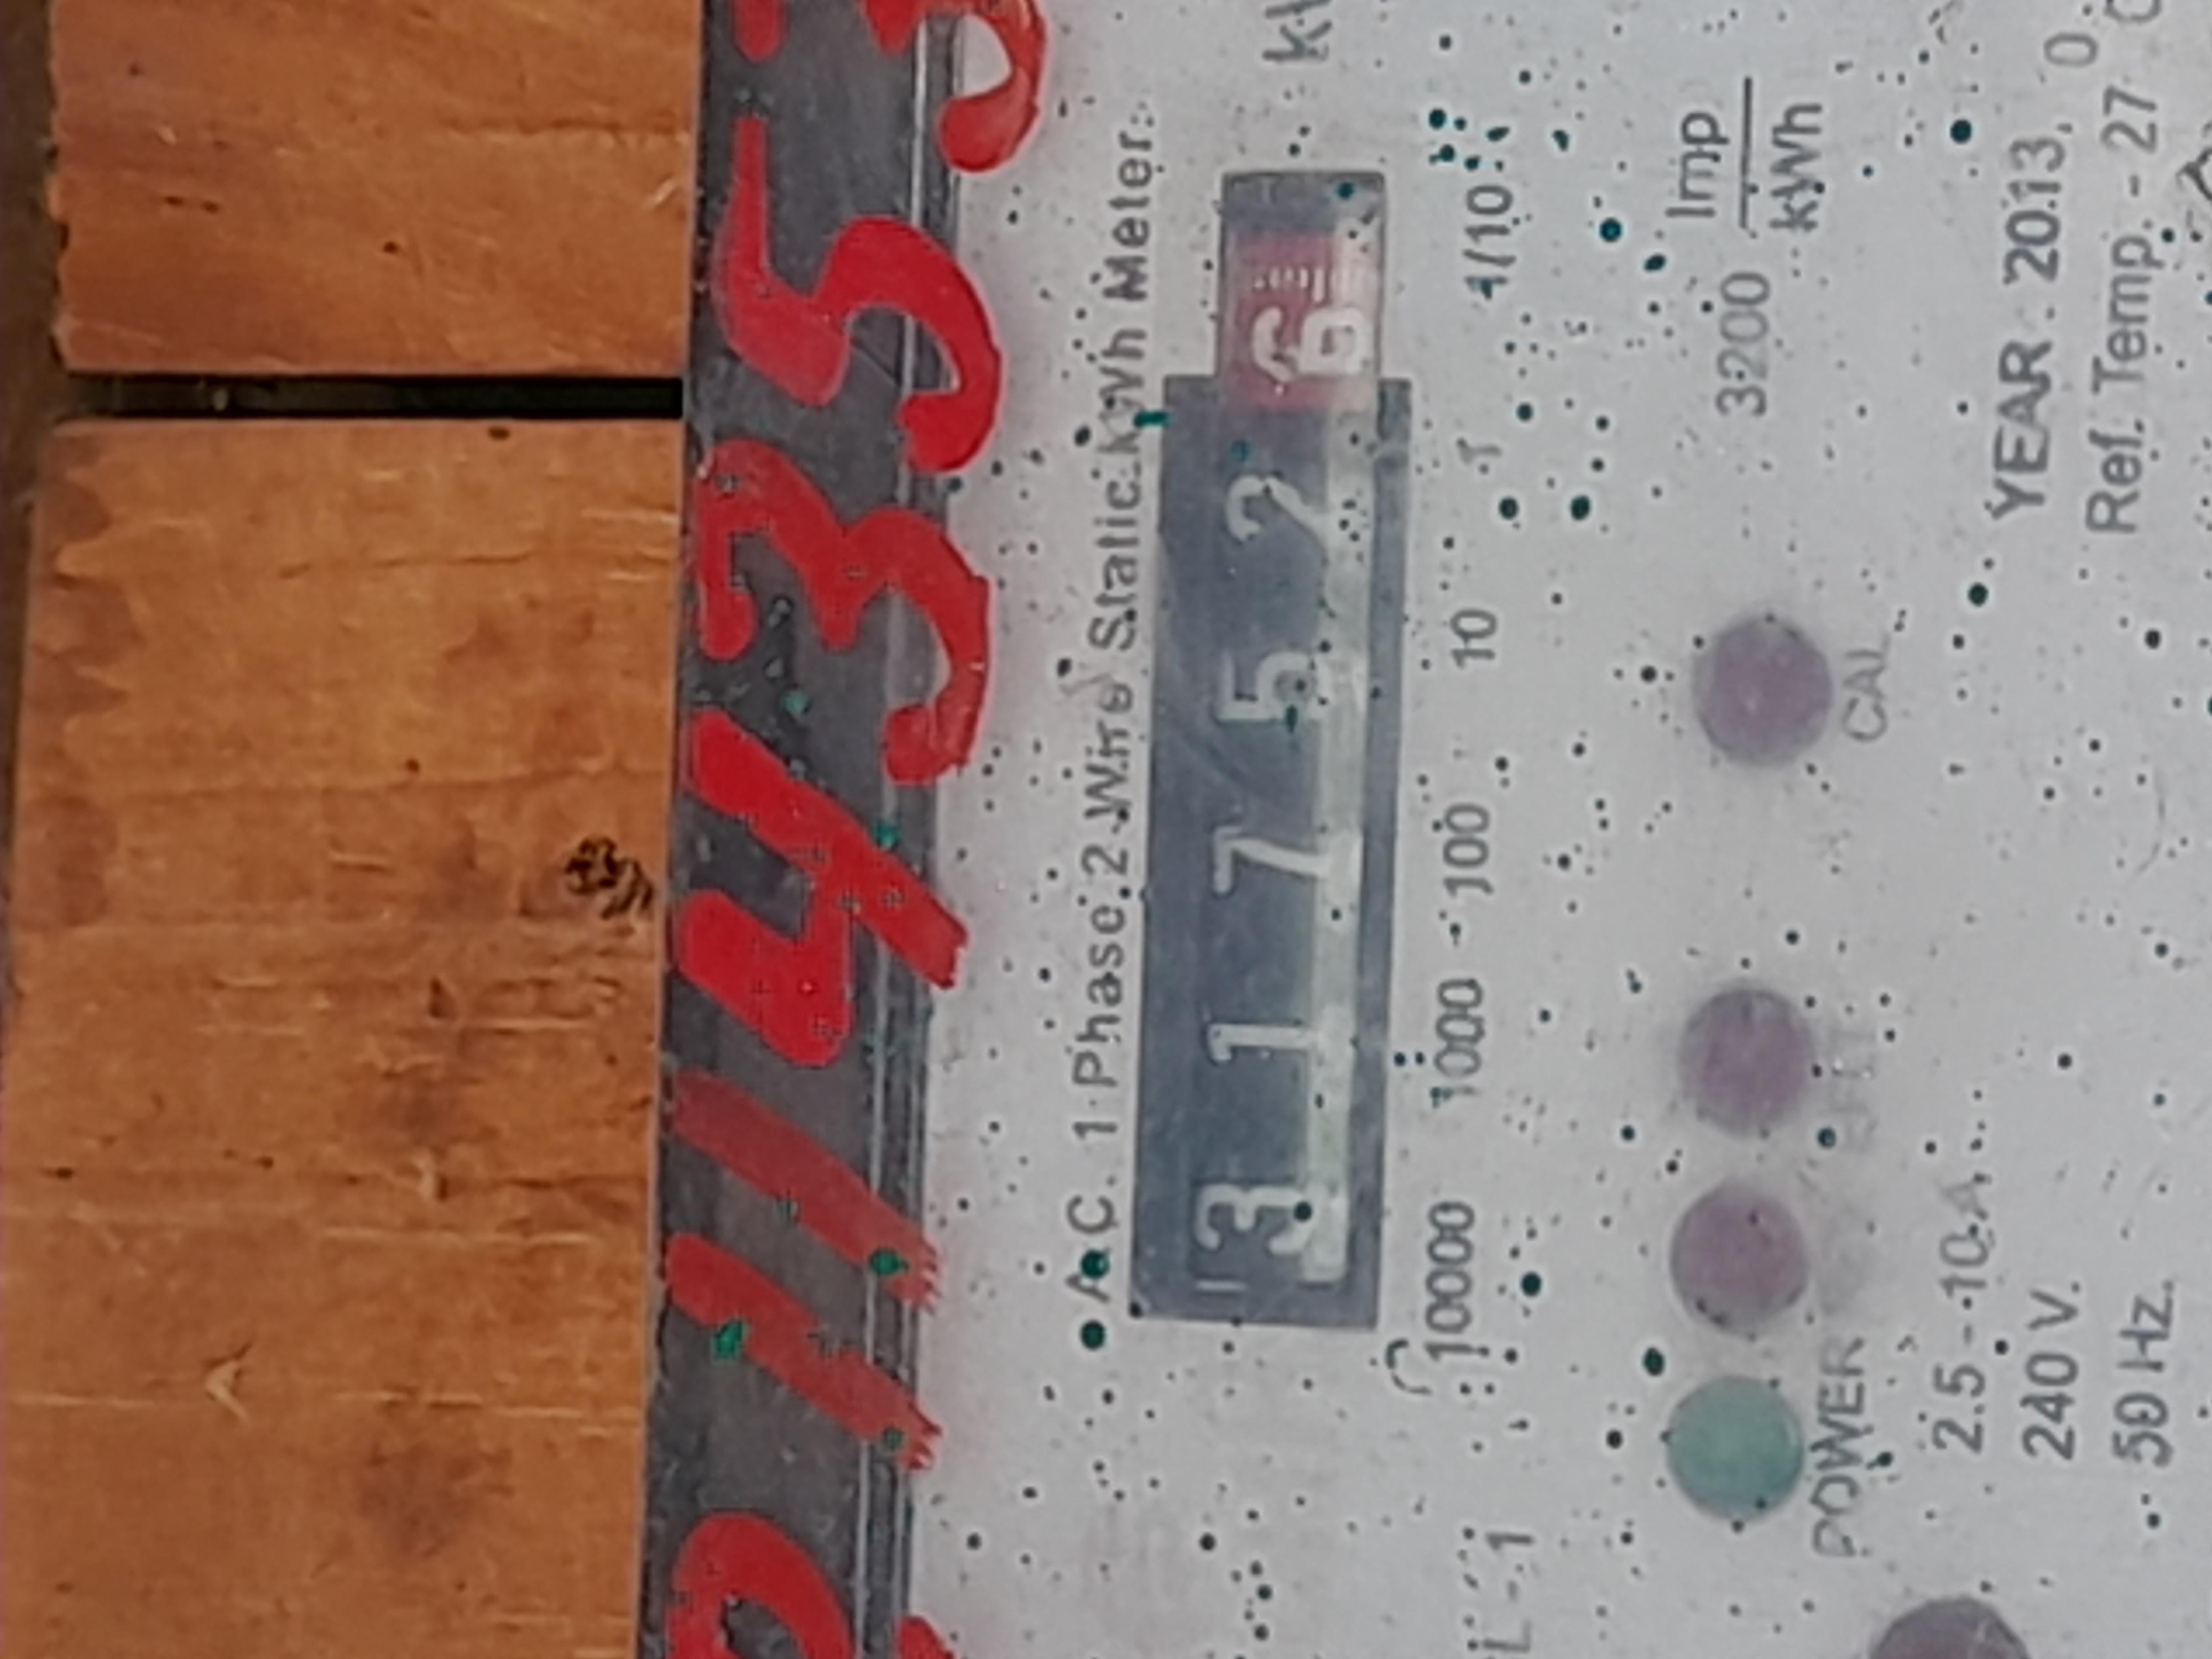 11435
A.C. 1 Phase 2 Wire Static kWh Meter
3 1 7 5 2
10000 1000 100 10 1 1/10
3200 Imp
kWh
CAL
POWER
2.5 - 10 A
240 V.
50 Hz.
YEAR 2013,
Ref. Temp. - 27